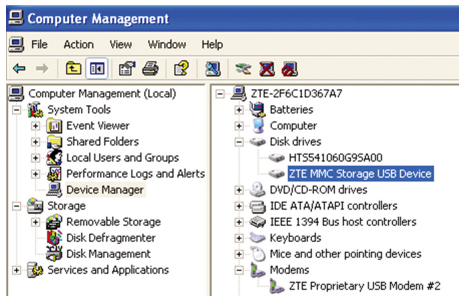 Computer Management
File Action View Window Help
Computer Management (Local)
System Tools
Event Viewer
Shared Folders
Local Users and Groups
Performance Logs and Alerts
Device Manager
Storage
Removable Storage
Disk Defragmenter
Disk Management
Services and Applications
ZTE-2F6C1D367A7
Batteries
Computer
Disk drives
HTS541060G9SA00
ZTE MMC Storage USB Device
DVD/CD-ROM drives
IDE ATA/ATAPI controllers
IEEE 1394 Bus host controllers
Keyboards
Mice and other pointing devices
Modems
ZTE Proprietary USB Modem #2